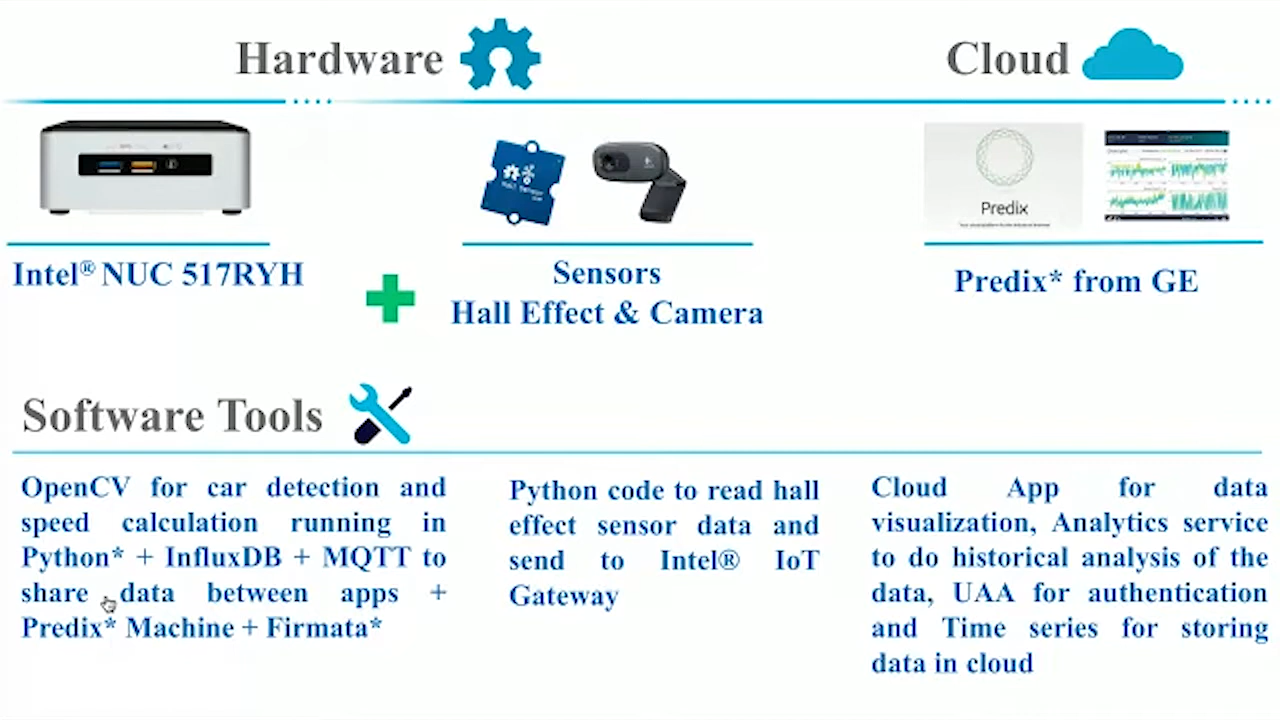 Hardware
Cloud
Predix
Intel® NUC 517RYH
Sensors
Hall Effect & Camera
Predix* from GE
Software Tools
OpenCV for car detection and
speed calculation running in
Python* + InfluxDB + MQTT to
share data between apps +
Predix* Machine + Firmata*
Python code to read hall
effect sensor data and
send to Intel® IoT
Gateway
Cloud App for data
visualization, Analytics service
to do historical analysis of the
data, UAA for authentication
and Time series for storing
data in cloud